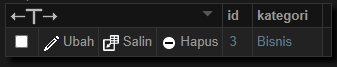 ←T→ id kategori
Ubah Salin Hapus 3 Bisnis